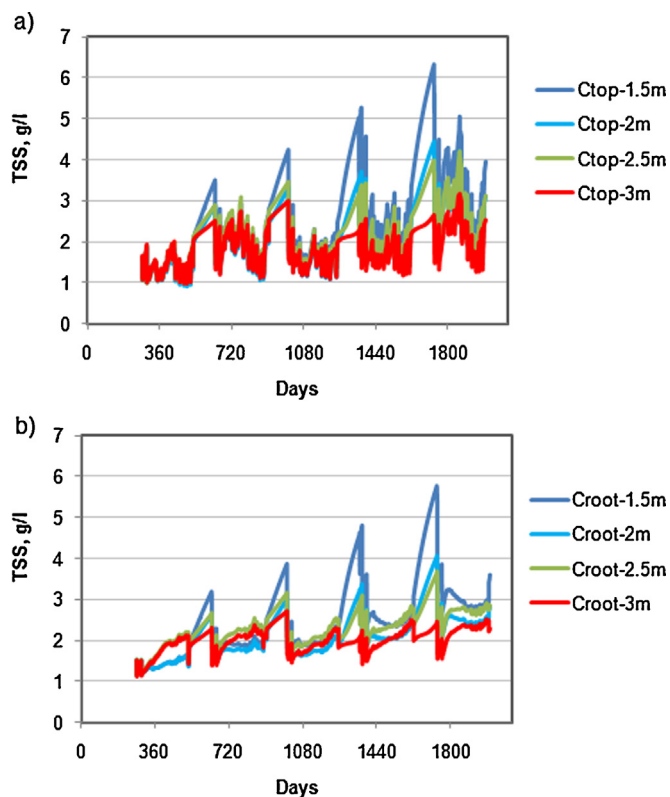 a)
7
6
5
4
3
2
1
0
TSS, g/l
0 360 720 1080 1440 1800
Days
Ctop-1.5m
Ctop-2m
Ctop-2.5m
Ctop-3m
b)
7
6
5
4
3
2
1
0
TSS, g/l
0 360 720 1080 1440 1800
Days
Croot-1.5m
Croot-2m
Croot-2.5m
Croot-3m